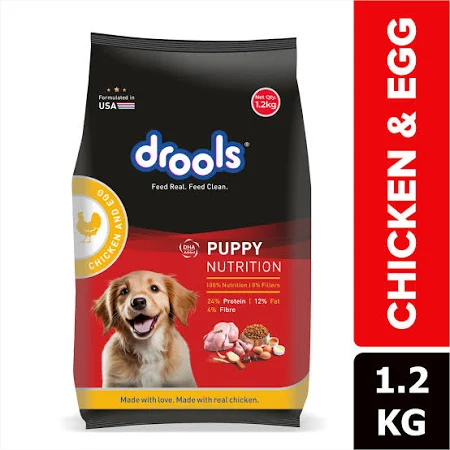 Formulated in
USA
Net Qty.
1.2kg
drools
Feed Real. Feed Clean.
CHICKEN AND EGG
DHA
PUPPY
NUTRITION
100% Nutrition | 0% Fillers
24% Protein | 12% Fat
4% Fibre
Made with love. Made with real chicken.
CHICKEN & EGG
1.2
KG